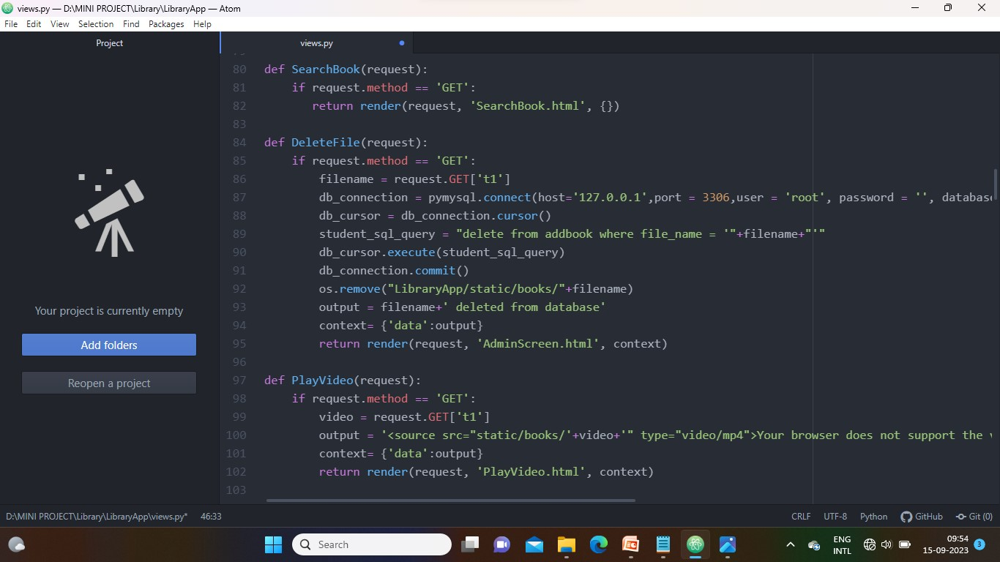 views.py — D:\MINI PROJECT\Library\LibraryApp — Atom
File Edit View Selection Find Packages Help
Project
views.py
80 def SearchBook(request):
81 if request.method == 'GET':
82 return render(request, 'SearchBook.html', {})
83
84 def DeleteFile(request):
85 if request.method == 'GET':
86 filename = request.GET['t1']
87 db_connection = pymysql.connect(host='127.0.0.1',port = 3306,user = 'root', password = '', databas
88 db_cursor = db_connection.cursor()
89 student_sql_query = "delete from addbook where file_name = '"+filename+"'"
90 db_cursor.execute(student_sql_query)
91 db_connection.commit()
92 os.remove("LibraryApp/static/books/"+filename)
93 output = filename+' deleted from database'
94 context= {'data':output}
95 return render(request, 'AdminScreen.html', context)
96
97 def PlayVideo(request):
98 if request.method == 'GET':
99 video = request.GET['t1']
100 output = '<source src="static/books/'+video+'" type="video/mp4">Your browser does not support the
101 context= {'data':output}
102 return render(request, 'PlayVideo.html', context)
103
Your project is currently empty
Add folders
Reopen a project
D:\MINI PROJECT\Library\LibraryApp\views.py* 46:33
CRLF UTF-8 Python GitHub Git (0)
Search
ENG
INTL
09:54
15-09-2023
3